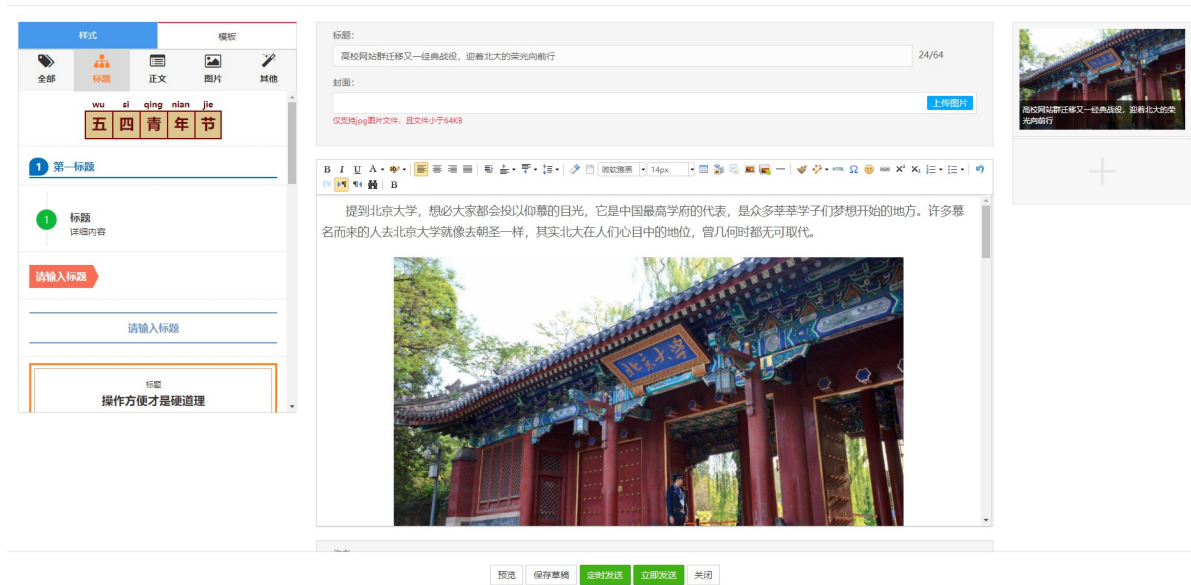 样式
模板
全部
标题
正文
图片
其他
wu si qing nian jie
五四青年节
1 第一标题
1 标题
详细内容
请输入标题
请输入标题
标题
操作方便才是硬道理
标题:
高校网站群迁移又一经典战役，迎着北大的荣光向前行
24/64
封面:
上传图片
仅支持jpg图片文件、且文件小于64KB
微软雅黑
14px
提到北京大学，想必大家都会投以仰慕的目光，它是中国最高学府的代表，是众多莘莘学子们梦想开始的地方。许多慕
名而来的人去北京大学就像去朝圣一样，其实北大在人们心目中的地位，曾几何时都无可取代。
北京大学
高校网站群迁移又一经典战役，迎着北大的荣
光向前行
预览
保存草稿
定时发送
立即发送
关闭